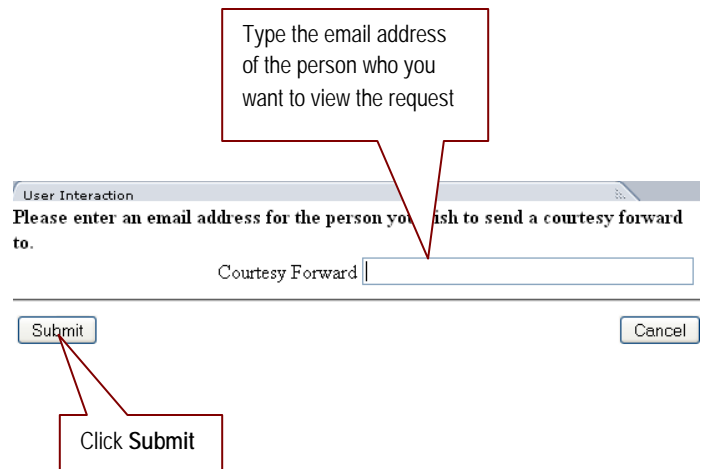 Type the email address
of the person who you
want to view the request
User Interaction
Please enter an email address for the person you ish to send a courtesy forward
to.
Courtesy Forward
Submit
Cancel
Click Submit